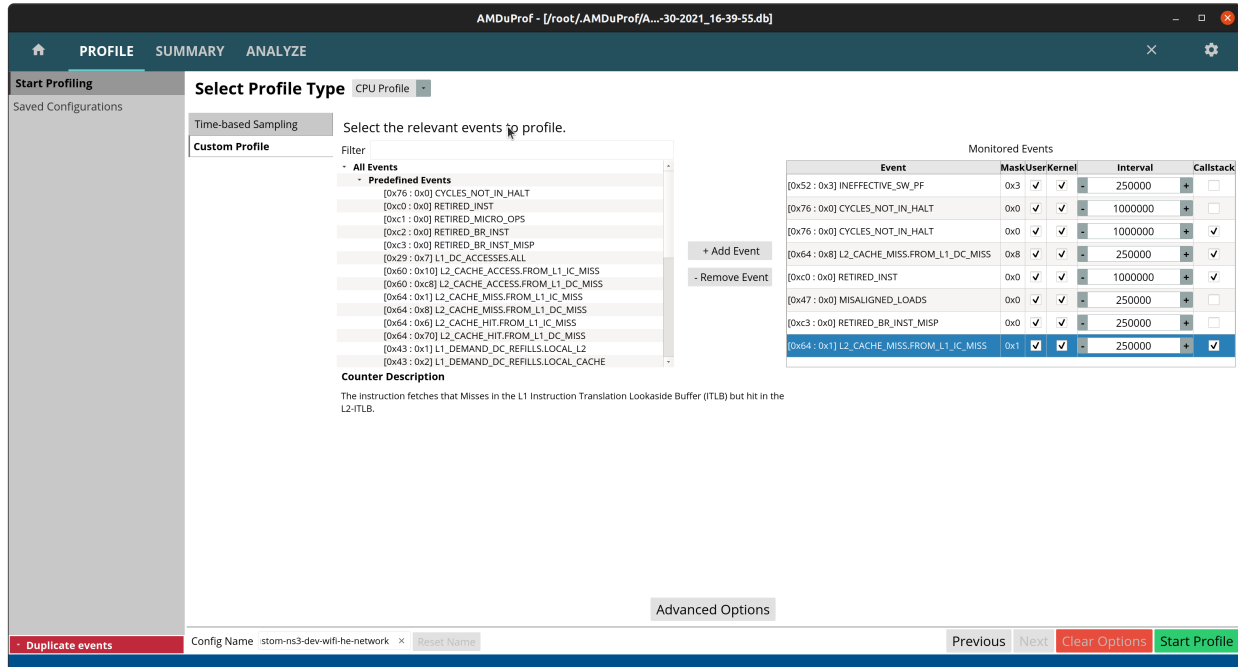 AMDuProf - [/root/.AMDuProf/A...-30-2021_16-39-55.db]
PROFILE SUMMARY ANALYZE
Start Profiling
Saved Configurations
Select Profile Type CPU Profile
Time-based Sampling
Custom Profile
Select the relevant events to profile.
Filter
All Events
Predefined Events
[0x76 : 0x0] CYCLES_NOT_IN_HALT
[0xc0 : 0x0] RETIRED_INST
[0xc1 : 0x0] RETIRED_MICRO_OPS
[0xc2 : 0x0] RETIRED_BR_INST
[0xc3 : 0x0] RETIRED_BR_INST_MISP
[0x29 : 0x7] L1_DC_ACCESSES.ALL
[0x60 : 0x10] L2_CACHE_ACCESS.FROM_L1_IC_MISS
[0x60 : 0xc8] L2_CACHE_ACCESS.FROM_L1_DC_MISS
[0x64 : 0x1] L2_CACHE_MISS.FROM_L1_IC_MISS
[0x64 : 0x8] L2_CACHE_MISS.FROM_L1_DC_MISS
[0x64 : 0x6] L2_CACHE_HIT.FROM_L1_IC_MISS
[0x64 : 0x70] L2_CACHE_HIT.FROM_L1_DC_MISS
[0x43 : 0x1] L1_DEMAND_DC_REFILLS.LOCAL_L2
[0x43 : 0x2] L1_DEMAND_DC_REFILLS.LOCAL_CACHE
+ Add Event
- Remove Event
Monitored Events
Event Mask User Kernel Interval Callstack
[0x52 : 0x3] INEFFECTIVE_SW_PF 0x3 - 250000 +
[0x76 : 0x0] CYCLES_NOT_IN_HALT 0x0 - 1000000 +
[0x76 : 0x0] CYCLES_NOT_IN_HALT 0x0 - 1000000 +
[0x64 : 0x8] L2_CACHE_MISS.FROM_L1_DC_MISS 0x8 - 250000 +
[0xc0 : 0x0] RETIRED_INST 0x0 - 1000000 +
[0x47 : 0x0] MISALIGNED_LOADS 0x0 - 250000 +
[0xc3 : 0x0] RETIRED_BR_INST_MISP 0x0 - 250000 +
[0x64 : 0x1] L2_CACHE_MISS.FROM_L1_IC_MISS 0x1 - 250000 +
Counter Description
The instruction fetches that Misses in the L1 Instruction Translation Lookaside Buffer (ITLB) but hit in the
L2-ITLB.
Advanced Options
Duplicate events
Config Name stom-ns3-dev-wifi-he-network × Reset Name
Previous Next Clear Options Start Profile